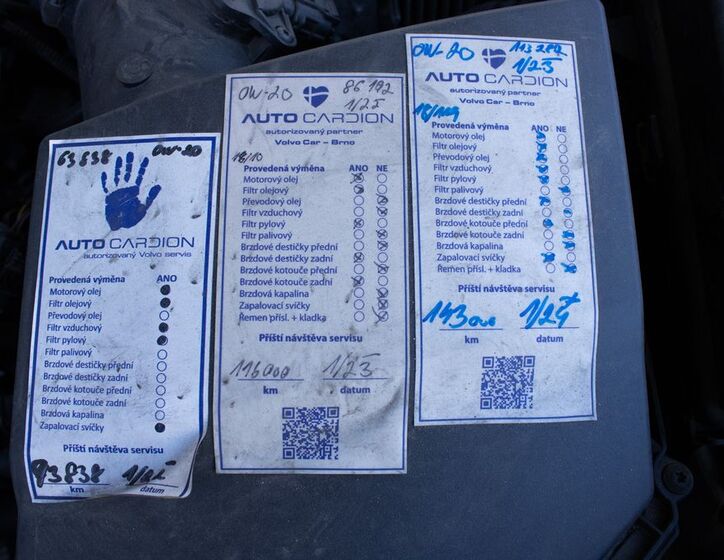 63838 0W-20
AUTO CARDION
autorizovaný Volvo servis
Provedená výměna ANO
Motorový olej
Filtr olejový
Převodový olej
Filtr vzduchový
Filtr pylový
Filtr palivový
Brzdové destičky přední
Brzdové destičky zadní
Brzdové kotouče přední
Brzdové kotouče zadní
Brzdová kapalina
Zapalovací svíčky
Příští návštěva servisu
93838
km datum
0W-20 86 192
AUTO CARDION
autorizovaný partner
Volvo Car – Brno
18/10
Provedená výměna ANO NE
Motorový olej
Filtr olejový
Převodový olej
Filtr vzduchový
Filtr pylový
Filtr palivový
Brzdové destičky přední
Brzdové destičky zadní
Brzdové kotouče přední
Brzdové kotouče zadní
Brzdová kapalina
Zapalovací svíčky
Řemen přísl. + kladka
Příští návštěva servisu
116000
km datum
0W-20
AUTO CARDION
autorizovaný partner
Volvo Car – Brno
Provedená výměna ANO NE
Motorový olej
Filtr olejový
Převodový olej
Filtr vzduchový
Filtr pylový
Filtr palivový
Brzdové destičky přední
Brzdové destičky zadní
Brzdové kotouče přední
Brzdové kotouče zadní
Brzdová kapalina
Zapalovací svíčky
Řemen přísl. + kladka
Příští návštěva servisu
143000
km datum